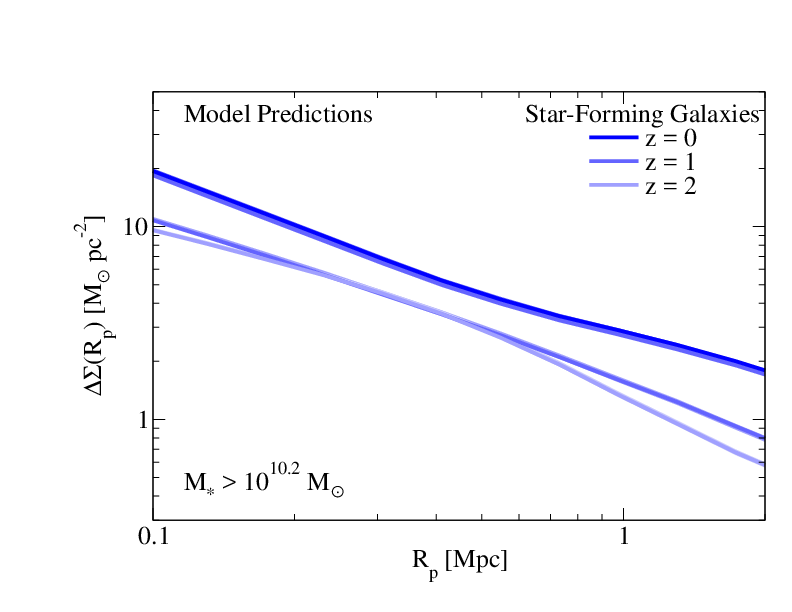 Model Predictions
Star-Forming Galaxies
z = 0
z = 1
z = 2
10
1
ΔΣ(R_p) [M_⊙ pc^-2]
M_* > 10^10.2 M_⊙
0.1
1
R_p [Mpc]